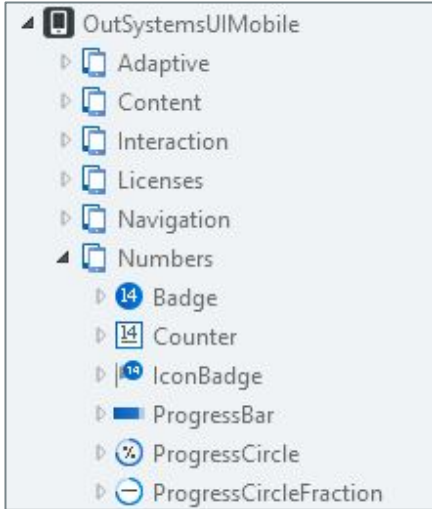 OutSystemsUIMobile
Adaptive
Content
Interaction
Licenses
Navigation
Numbers
14 Badge
14 Counter
14 IconBadge
ProgressBar
% ProgressCircle
ProgressCircleFraction